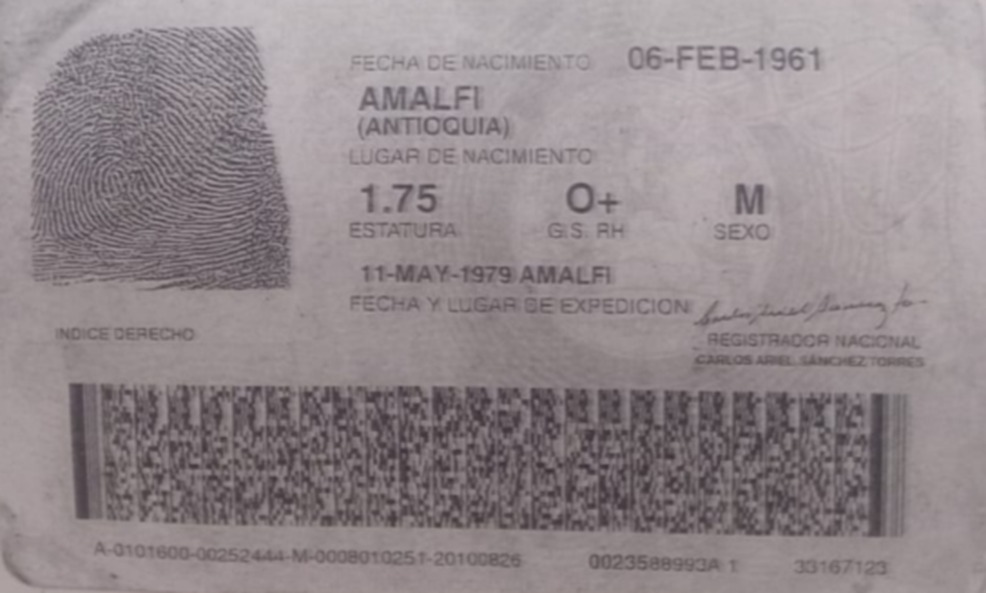 FECHA DE NACIMIENTO 06-FEB-1961
AMALFI
(ANTIOQUIA)
LUGAR DE NACIMIENTO
1.75 O+ M
ESTATURA G.S. RH SEXO
11-MAY-1979 AMALFI
FECHA Y LUGAR DE EXPEDICION
INDICE DERECHO
REGISTRADOR NACIONAL
CARLOS ARIEL SANCHEZ TORRES
A-0101600-00252444-M-0008010251-20100826 0023588993A 1 33167123